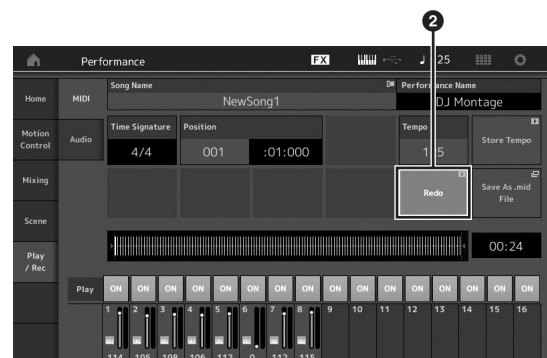 2
Performance
FX
25
Home
MIDI
Song Name
Performance Name
NewSong1
DJ Montage
Motion
Control
Audio
Time Signature
Position
Tempo
Store Tempo
4/4
001
:01:000
Mixing
Redo
Save As .mid
File
Scene
Play
/ Rec
00:24
Play
ON ON ON ON ON ON ON ON ON ON ON ON ON ON ON ON
1 2 3 4 5 6 7 8 9 10 11 12 13 14 15 16
114 105 108 106 112 0 112 115